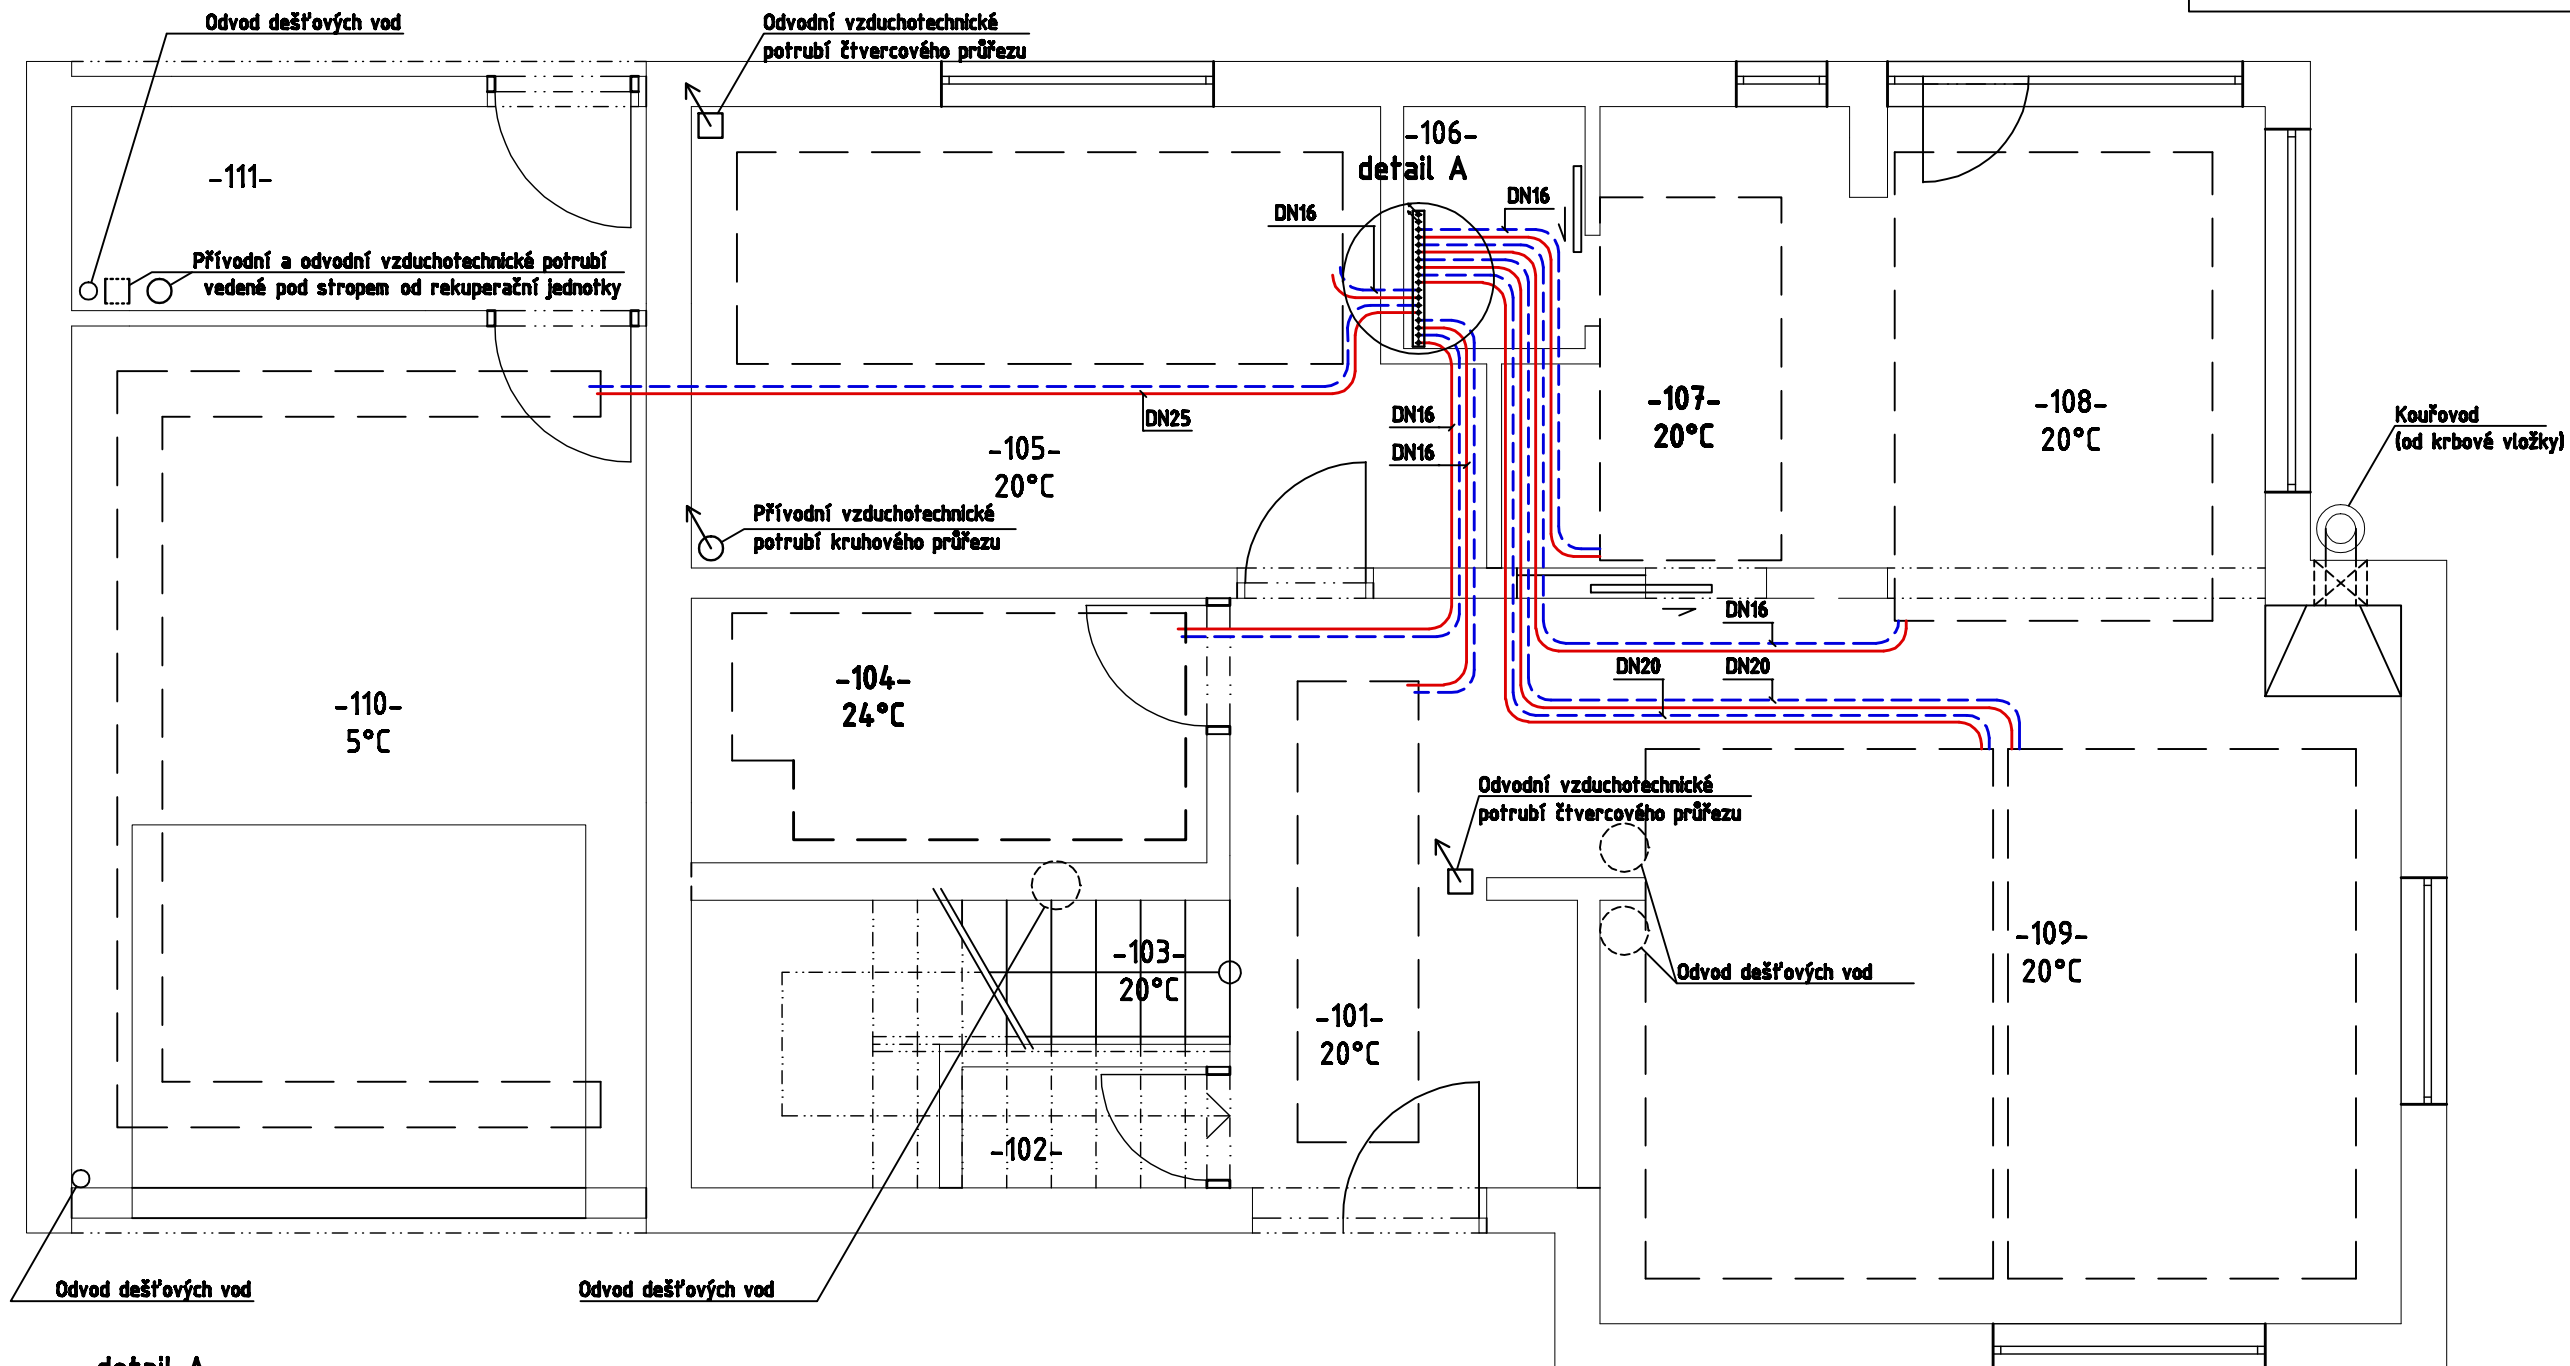 Odvod dešťových vod
Odvodní vzduchotechnické
potrubí čtvercového průřezu
-106-
detail A
-111-
DN16
DN16
Přívodní a odvodní vzduchotechnické potrubí
vedené pod stropem od rekuperační jednotky
-107-
20°C
-108-
20°C
Kouřovod
(od krbové vložky)
DN25
DN16
DN16
-105-
20°C
Přívodní vzduchotechnické
potrubí kruhového průřezu
DN16
DN20
DN20
-104-
24°C
-110-
5°C
Odvodní vzduchotechnické
potrubí čtvercového průřezu
-103-
20°C
-109-
20°C
Odvod dešťových vod
-101-
20°C
-102-
Odvod dešťových vod
Odvod dešťových vod
detail A